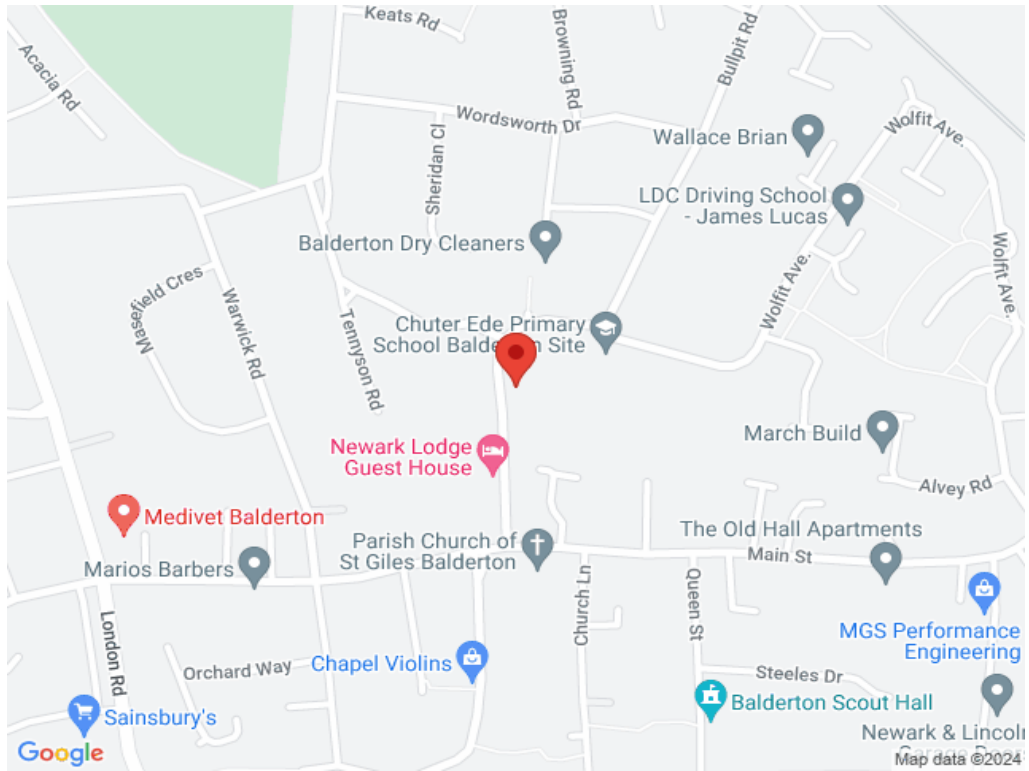 Keats Rd
Browning Rd
Bullpit Rd
Acacia Rd
Wordsworth Dr
Sheridan Cl
Wallace Brian
Wolfit Ave.
LDC Driving School
- James Lucas
Balderton Dry Cleaners
Wolfit Ave.
Wolfit Ave.
Masefield Cres
Warwick Rd
Tennyson Rd
Chuter Ede Primary
School Balderton Site
Newark Lodge
Guest House
March Build
Alvey Rd
Medivet Balderton
Parish Church of
St Giles Balderton
The Old Hall Apartments
Main St
Marios Barbers
London Rd
Church Ln
Queen St
MGS Performance
Engineering
Orchard Way
Chapel Violins
Steeles Dr
Sainsbury's
Balderton Scout Hall
Newark & Lincoln
Garage Doors
Google
Map data ©2024